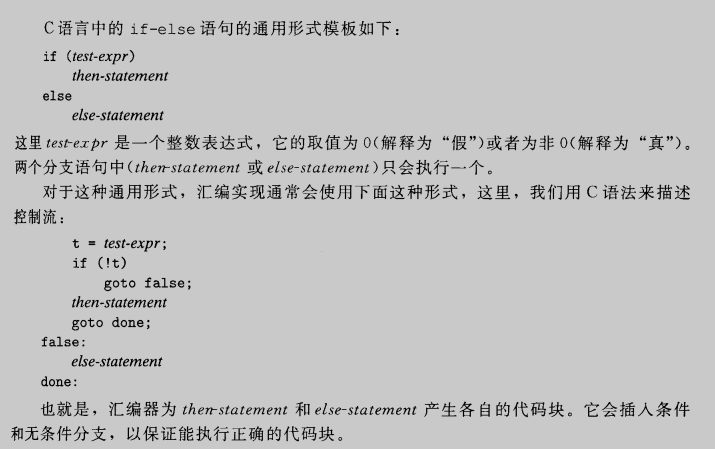 C语言中的 if-else 语句的通用形式模板如下：
if (test-expr)
then-statement
else
else-statement
这里 test-expr 是一个整数表达式，它的取值为 0(解释为“假”)或者为非 0(解释为“真”)。
两个分支语句中(then-statement 或 else-statement)只会执行一个。
对于这种通用形式，汇编实现通常会使用下面这种形式，这里，我们用 C 语法来描述
控制流：
t = test-expr;
if (!t)
goto false;
then-statement
goto done;
false:
else-statement
done:
也就是，汇编器为 then-statement 和 else-statement 产生各自的代码块。它会插入条件
和无条件分支，以保证能执行正确的代码块。